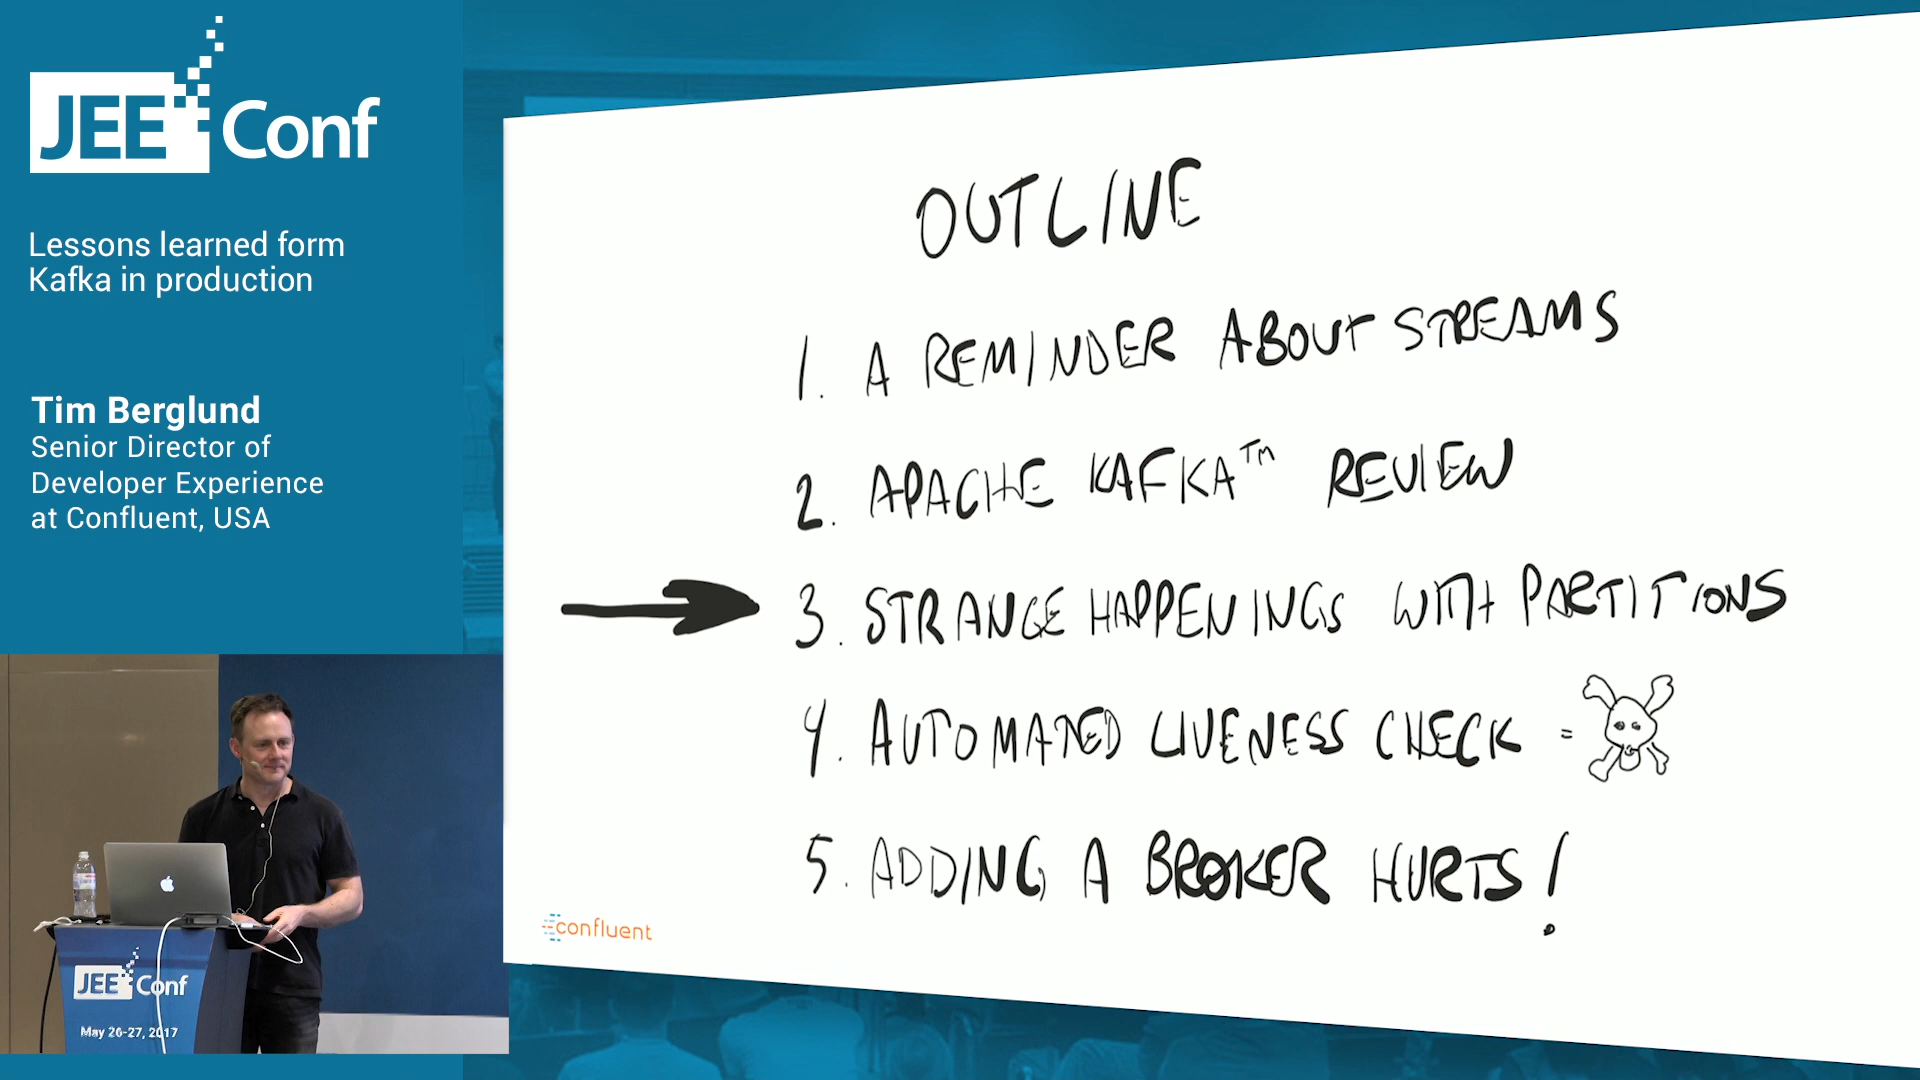 JEE Conf
Lessons learned form
Kafka in production
Tim Berglund
Senior Director of
Developer Experience
at Confluent, USA
JEE Conf
May 26-27, 2017
OUTLINE
1. A REMINDER ABOUT STREAMS
2. APACHE KAFKA™ REVIEW
3. STRANGE HAPPENINGS WITH PARTITIONS
4. AUTOMATED LIVENESS CHECK =
5. ADDING A BROKER HURTS!
confluent